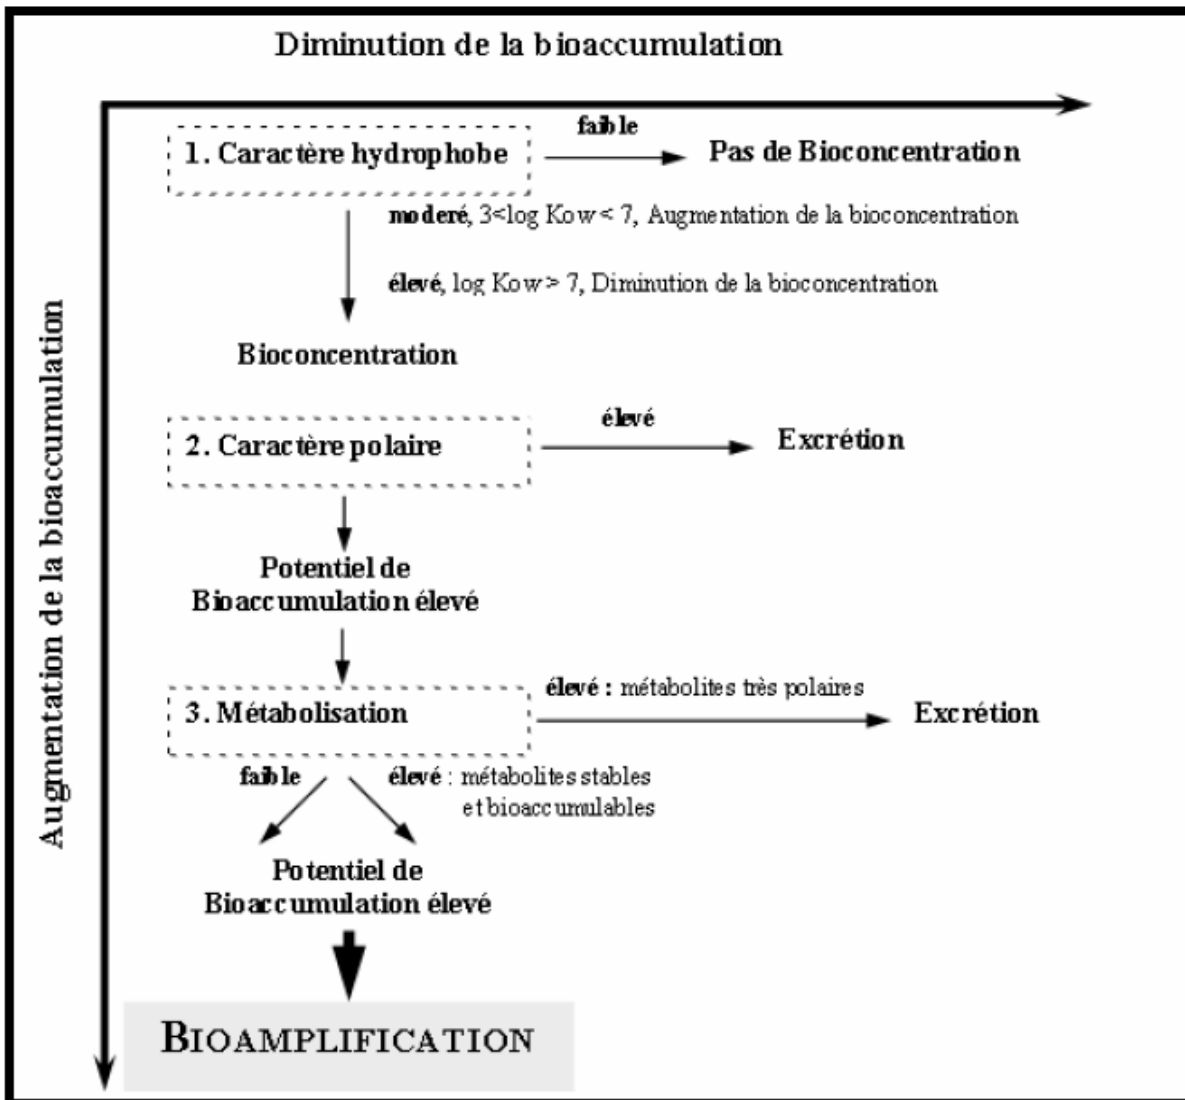 Diminution de la bioaccumulation
Augmentation de la bioaccumulation
1. Caractère hydrophobe
faible
Pas de Bioconcentration
moderé, 3<log Kow < 7, Augmentation de la bioconcentration
élevé, log Kow > 7, Diminution de la bioconcentration
Bioconcentration
2. Caractère polaire
élevé
Excrétion
Potentiel de
Bioaccumulation élevé
3. Métabolisation
élevé : métabolites très polaires
Excrétion
faible
élevé : métabolites stables
et bioaccumulables
Potentiel de
Bioaccumulation élevé
BIOAMPLIFICATION